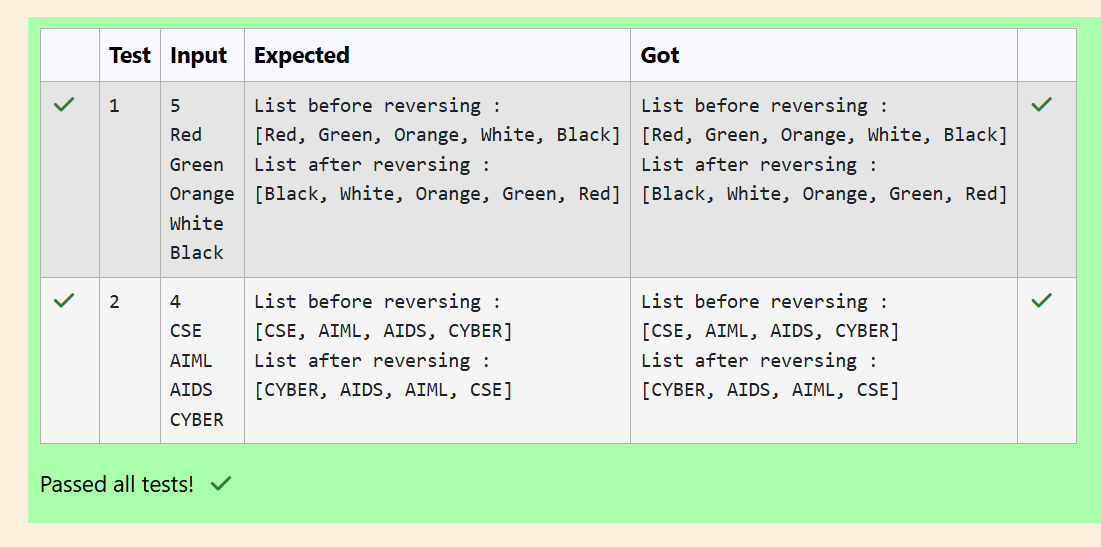 Test Input Expected Got
1 5 List before reversing : List before reversing :
Red [Red, Green, Orange, White, Black] [Red, Green, Orange, White, Black]
Green List after reversing : List after reversing :
Orange [Black, White, Orange, Green, Red] [Black, White, Orange, Green, Red]
White
Black
2 4 List before reversing : List before reversing :
CSE [CSE, AIML, AIDS, CYBER] [CSE, AIML, AIDS, CYBER]
AIML List after reversing : List after reversing :
AIDS [CYBER, AIDS, AIML, CSE] [CYBER, AIDS, AIML, CSE]
CYBER
Passed all tests!